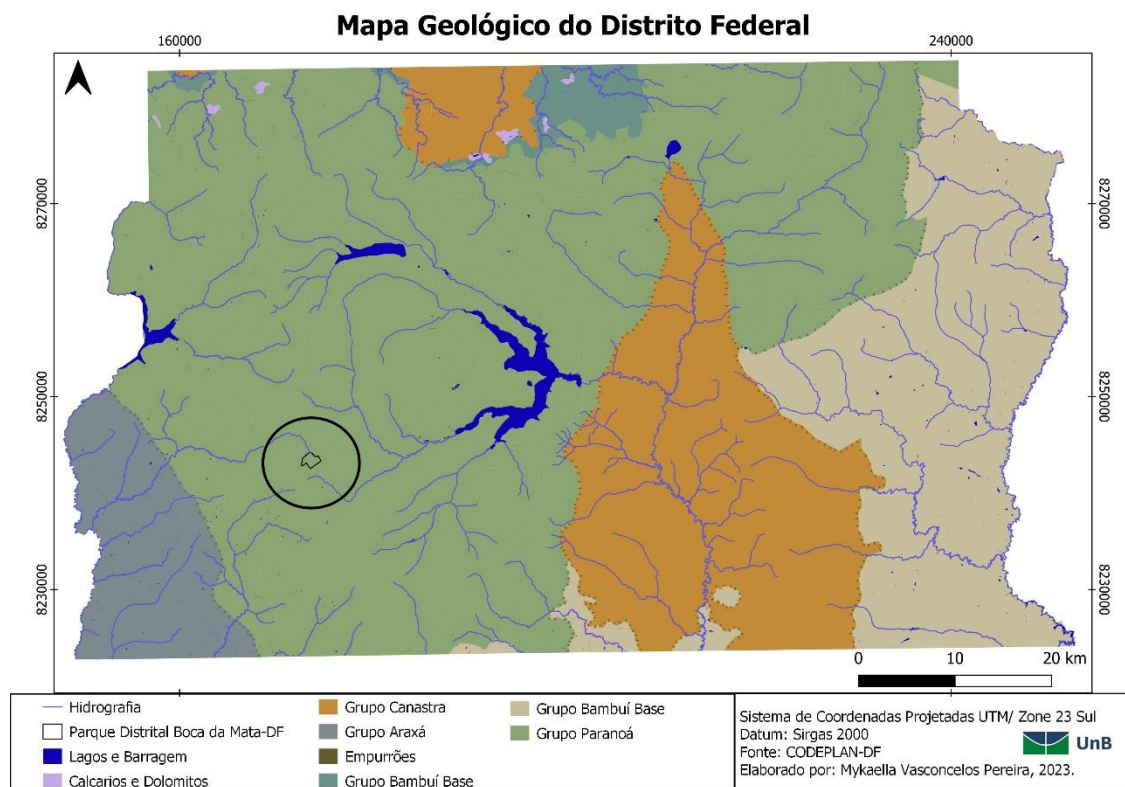 Mapa Geológico do Distrito Federal
160000
240000
8270000
8270000
8250000
8250000
8230000
8230000
0
10
20 km
Hidrografia
Parque Distrital Boca da Mata-DF
Lagos e Barragem
Calcarios e Dolomitos
Grupo Canastra
Grupo Araxá
Empurrões
Grupo Bambuí Base
Grupo Bambuí Base
Grupo Paranoá
Sistema de Coordenadas Projetadas UTM/ Zone 23 Sul
Datum: Sirgas 2000
Fonte: CODEPLAN-DF
Elaborado por: Mykaella Vasconcelos Pereira, 2023.
UnB